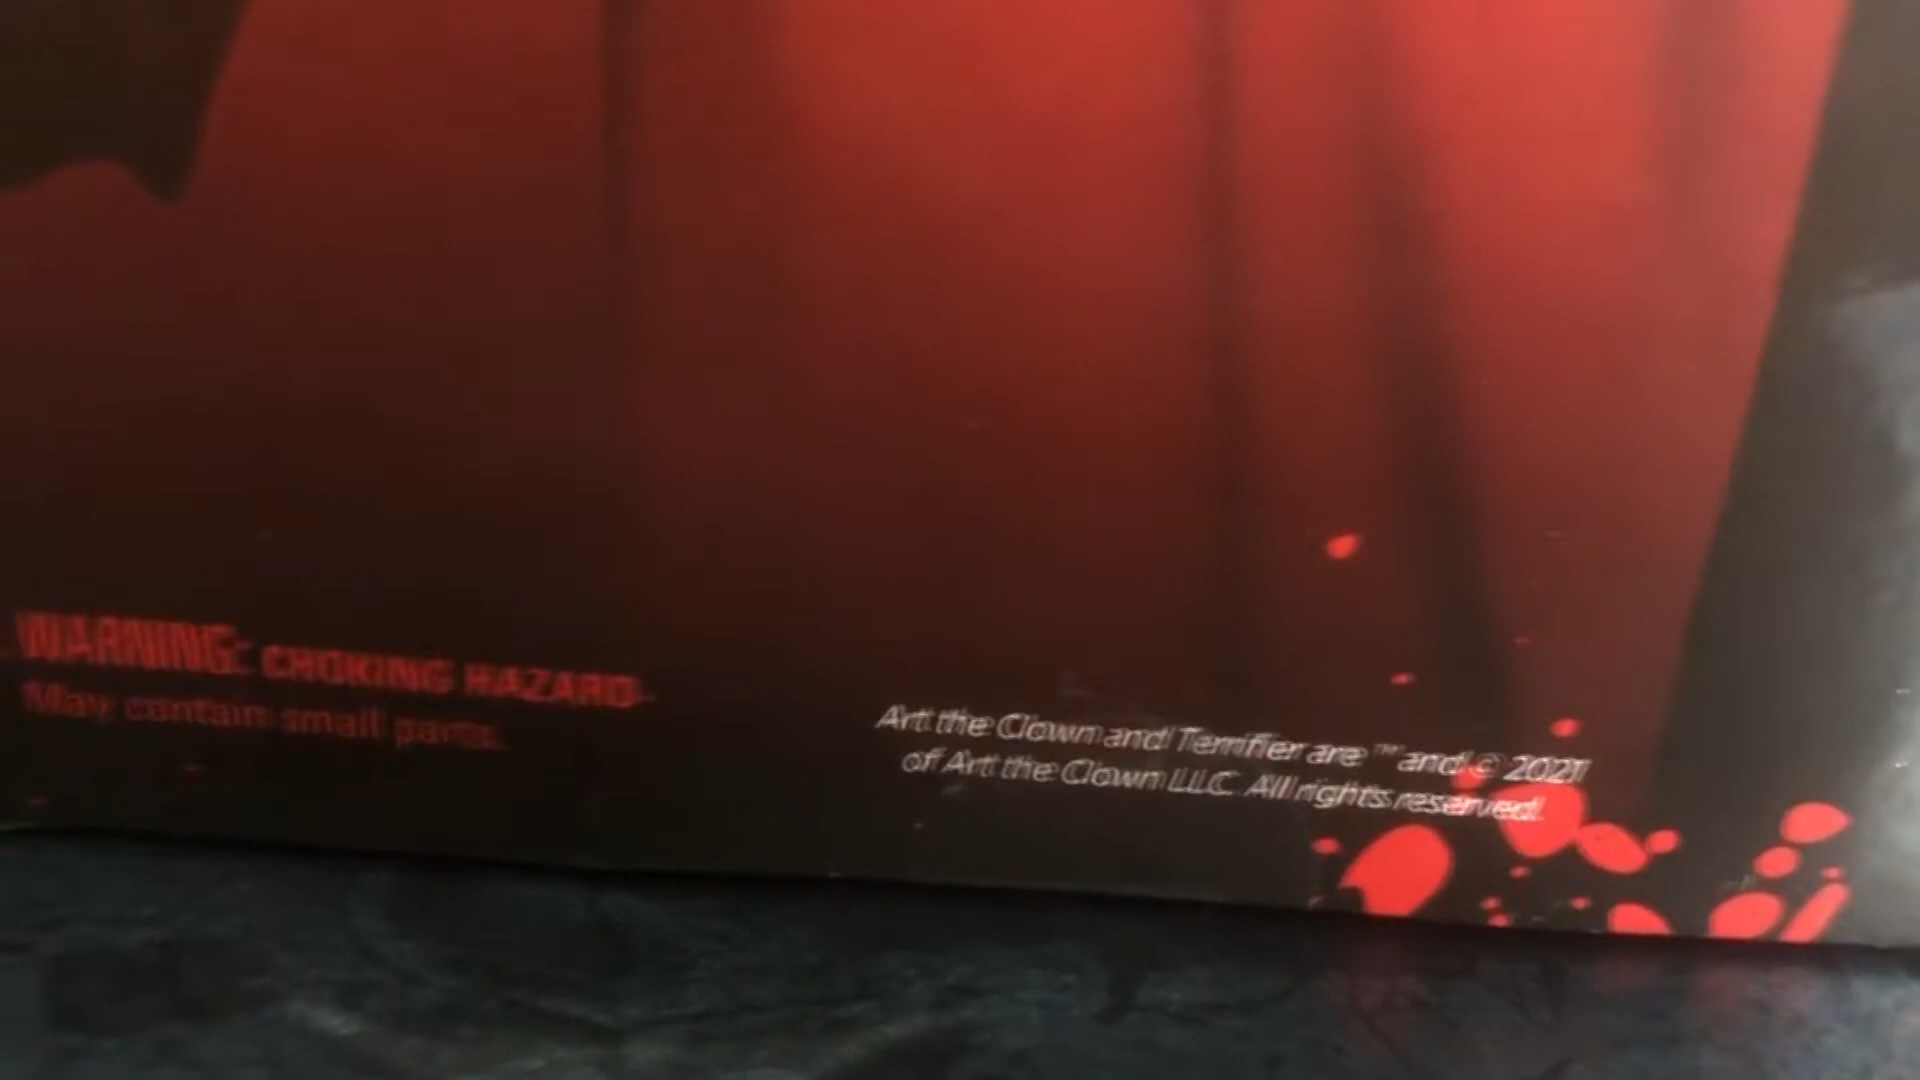 WARNING: CHOKING HAZARD
May contain small parts.
Art the Clown and Terrifier are ™ and © 2021
of Art the Clown LLC. All rights reserved.